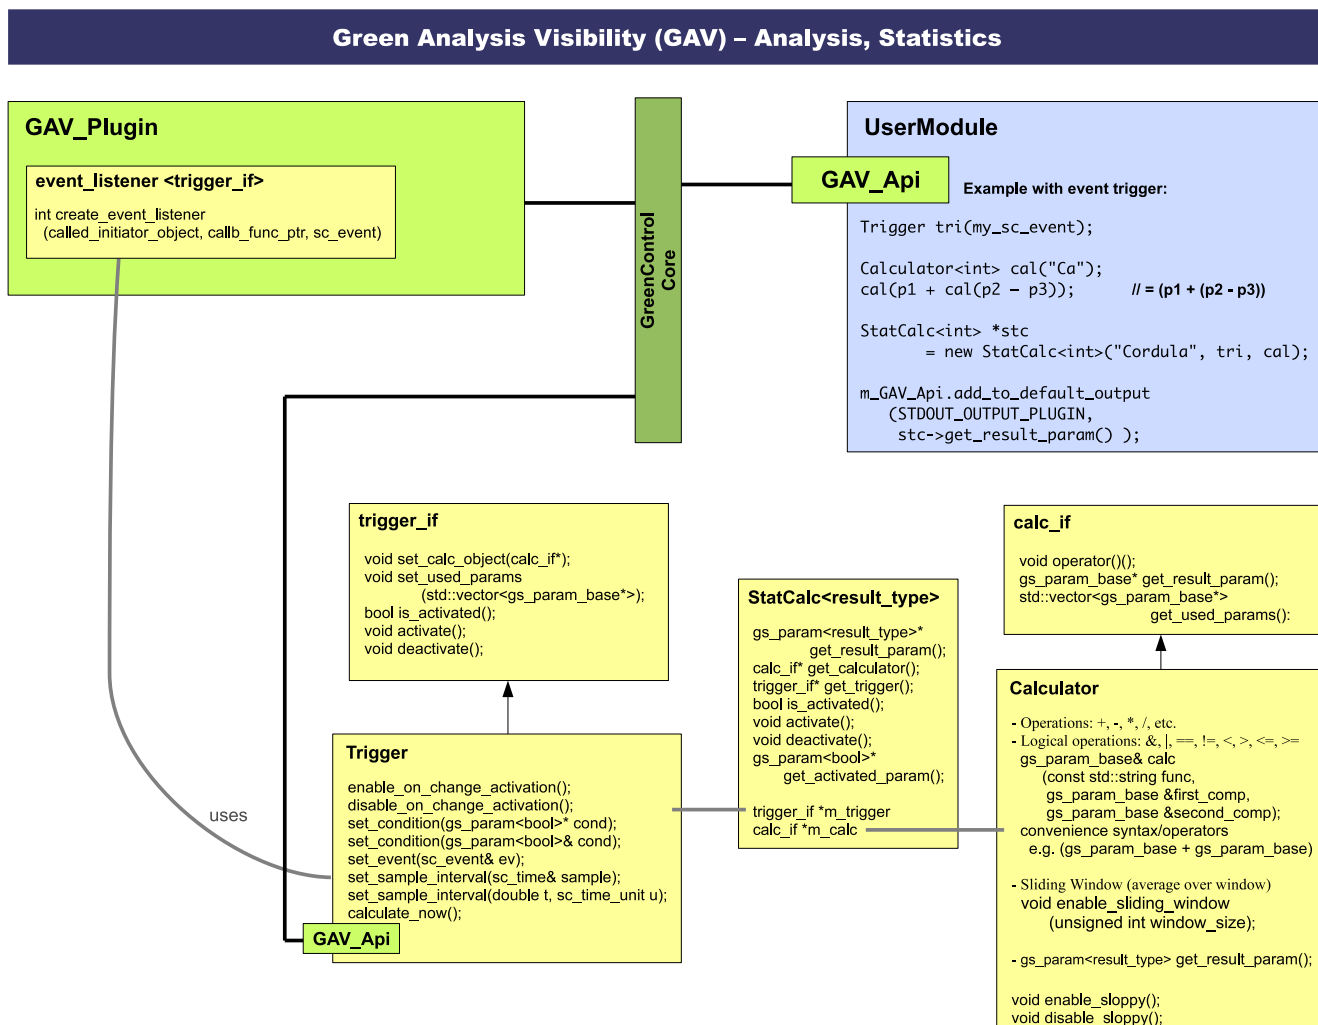 Green Analysis Visibility (GAV) – Analysis, Statistics
GAV_Plugin
event_listener <trigger_if>
int create_event_listener
(called_initiator_object, callb_func_ptr, sc_event)
GreenControl
Core
UserModule
GAV_Api
Example with event trigger:
Trigger tri(my_sc_event);
Calculator<int> cal("Ca");
cal(p1 + cal(p2 – p3)); // = (p1 + (p2 - p3))
StatCalc<int> *stc
= new StatCalc<int>("Cordula", tri, cal);
m_GAV_Api.add_to_default_output
(STDOUT_OUTPUT_PLUGIN,
stc->get_result_param() );
trigger_if
void set_calc_object(calc_if*);
void set_used_params
(std::vector<gs_param_base*>);
bool is_activated();
void activate();
void deactivate();
StatCalc<result_type>
gs_param<result_type>*
get_result_param();
calc_if* get_calculator();
trigger_if* get_trigger();
bool is_activated();
void activate();
void deactivate();
gs_param<bool>*
get_activated_param();
trigger_if *m_trigger
calc_if *m_calc
calc_if
void operator()();
gs_param_base* get_result_param();
std::vector<gs_param_base*>
get_used_params():
Calculator
- Operations: +, -, *, /, etc.
- Logical operations: &, |, ==, !=, <, >, <=, >=
gs_param_base& calc
(const std::string func,
gs_param_base &first_comp,
gs_param_base &second_comp);
convenience syntax/operators
e.g. (gs_param_base + gs_param_base)
- Sliding Window (average over window)
void enable_sliding_window
(unsigned int window_size);
- gs_param<result_type> get_result_param();
void enable_sloppy();
void disable_sloppy();
Trigger
enable_on_change_activation();
disable_on_change_activation();
set_condition(gs_param<bool>* cond);
set_condition(gs_param<bool>& cond);
set_event(sc_event& ev);
set_sample_interval(sc_time& sample);
set_sample_interval(double t, sc_time_unit u);
calculate_now();
GAV_Api
uses